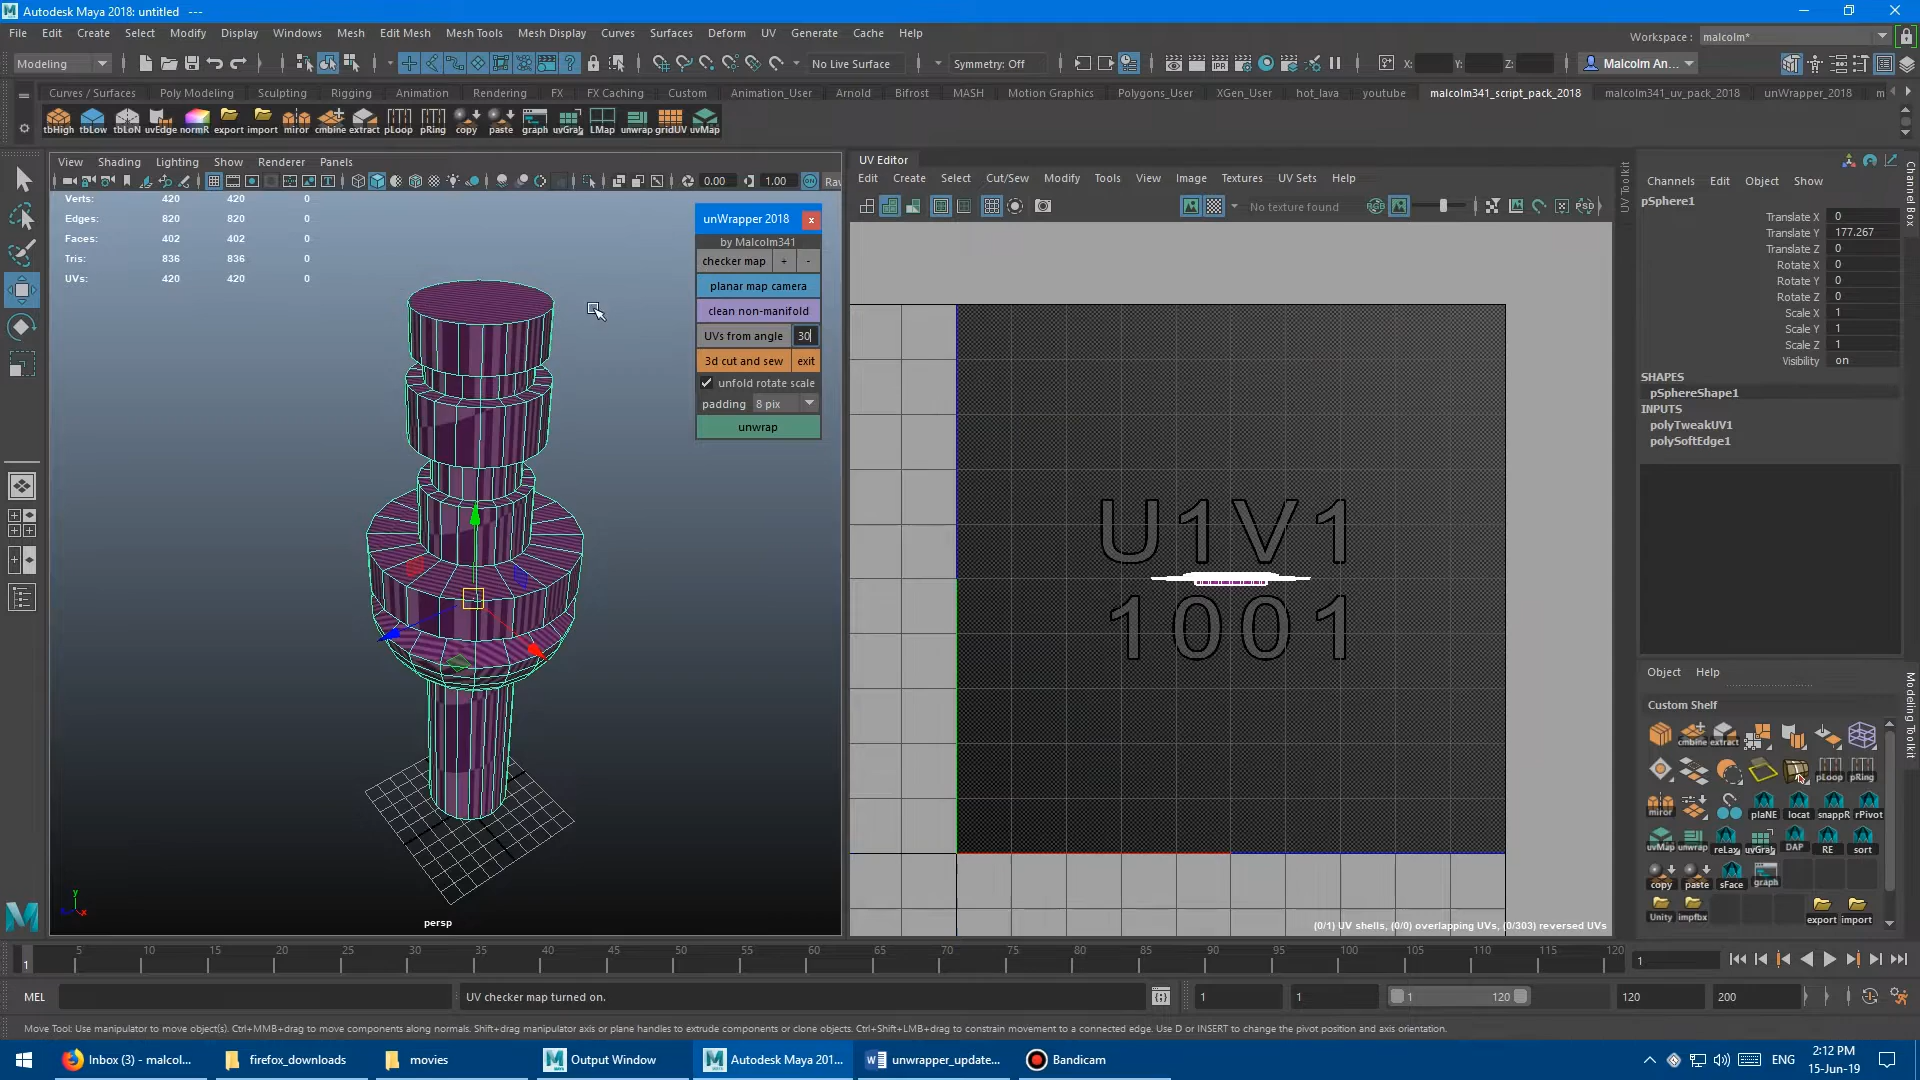 Autodesk Maya 2018: untitled   ---
File Edit Create Select Modify Display Windows Mesh Edit Mesh Mesh Tools Mesh Display Curves Surfaces Deform UV Generate Cache Help
Workspace : malcolm*
Modeling
No Live Surface
Symmetry: Off
X: Y: Z:
Malcolm An...
Curves / Surfaces Poly Modeling Sculpting Rigging Animation Rendering FX FX Caching Custom Animation_User Arnold Bifrost MASH Motion Graphics Polygons_User XGen_User hot_lava youtube malcolm341_script_pack_2018 malcolm341_uv_pack_2018 unWrapper_2018
tbHigh tbLow tbLoN uvEdge normR export import miror cmbine extract pLoop pRing copy paste graph uvGrab LMap unwrap gridUV uvMap
View Shading Lighting Show Renderer Panels
0.00 1.00
Verts: 420 420 0
Edges: 820 820 0
Faces: 402 402 0
Tris: 836 836 0
UVs: 420 420 0
unWrapper 2018 x
by Malcolm341
checker map + -
planar map camera
clean non-manifold
UVs from angle 30
3d cut and sew exit
unfold rotate scale
padding 8 pix
unwrap
persp
UV Editor
Edit Create Select Cut/Sew Modify Tools View Image Textures UV Sets Help
No texture found
U1V1
1001
(0/1) UV shells, (0/0) overlapping UVs, (0/303) reversed UVs
UV Toolkit
Channels Edit Object Show
pSphere1
Translate X 0
Translate Y 177.267
Translate Z 0
Rotate X 0
Rotate Y 0
Rotate Z 0
Scale X 1
Scale Y 1
Scale Z 1
Visibility on
SHAPES
pSphereShape1
INPUTS
polyTweakUV1
polySoftEdge1
Channel Box
Object Help
Custom Shelf
cmbine extract
pLoop pRing
miror plaNE locat snappR rPivot
uvMap unwrap reLax uvGrab DAP RE sort
copy paste sFace graph
Unity impfbx export import
Modeling Toolkit
1 5 10 15 20 25 30 35 40 45 50 55 60 65 70 75 80 85 90 95 100 105 110 115 120 1
MEL
UV checker map turned on.
1 1 1 120 120 200
Move Tool: Use manipulator to move object(s). Ctrl+MMB+drag to move components along normals. Shift+drag manipulator axis or plane handles to extrude components or clone objects. Ctrl+Shift+LMB+drag to constrain movement to a connected edge. Use D or INSERT to change the pivot position and axis orientation.
Inbox (3) - malcol...
firefox_downloads
movies
Output Window
Autodesk Maya 201...
unwrapper_update...
Bandicam
ENG
2:12 PM
15-Jun-19